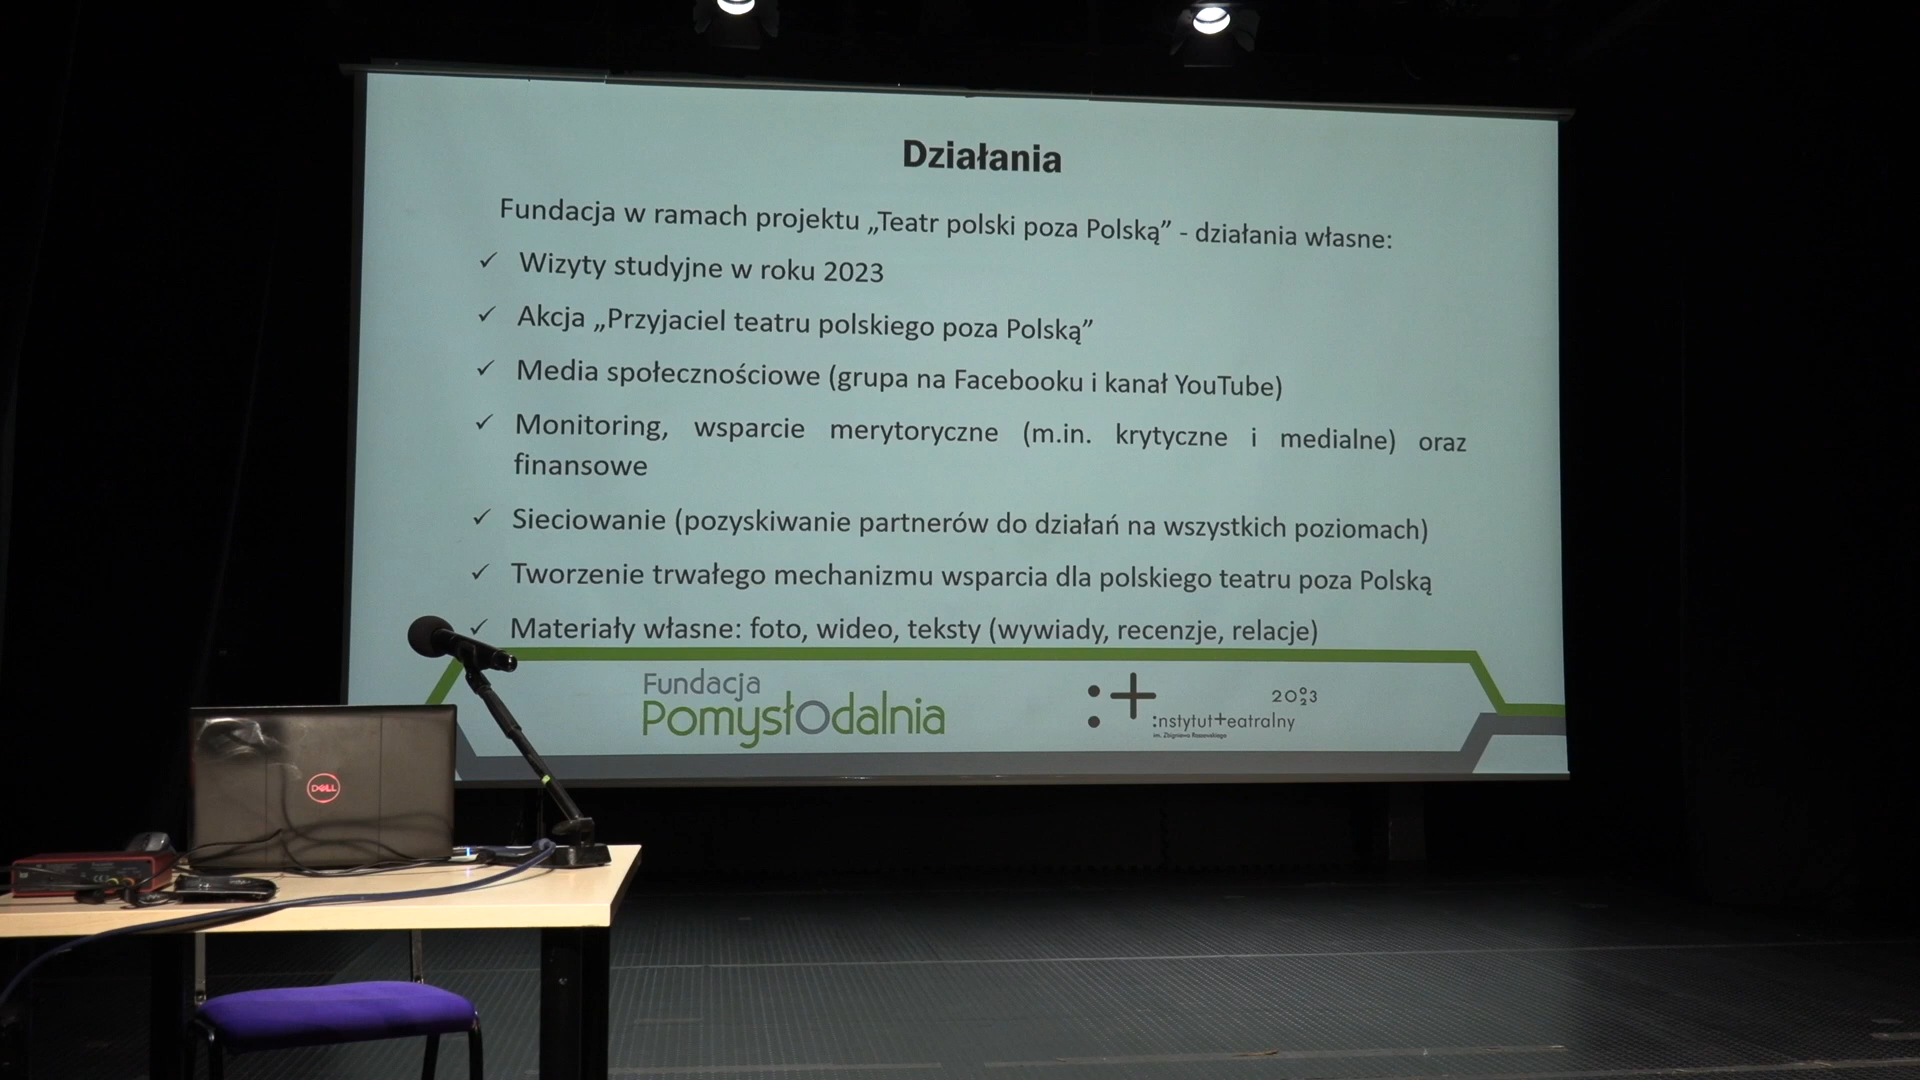 Działania
Fundacja w ramach projektu „Teatr polski poza Polską” - działania własne:
✓ Wizyty studyjne w roku 2023
✓ Akcja „Przyjaciel teatru polskiego poza Polską”
✓ Media społecznościowe (grupa na Facebooku i kanał YouTube)
✓ Monitoring, wsparcie merytoryczne (m.in. krytyczne i medialne) oraz
finansowe
✓ Sieciowanie (pozyskiwanie partnerów do działań na wszystkich poziomach)
✓ Tworzenie trwałego mechanizmu wsparcia dla polskiego teatru poza Polską
✓ Materiały własne: foto, wideo, teksty (wywiady, recenzje, relacje)
Fundacja
PomysłOdalnia
:nstytut+eatralny
im. Zbigniewa Raszewskiego
DELL